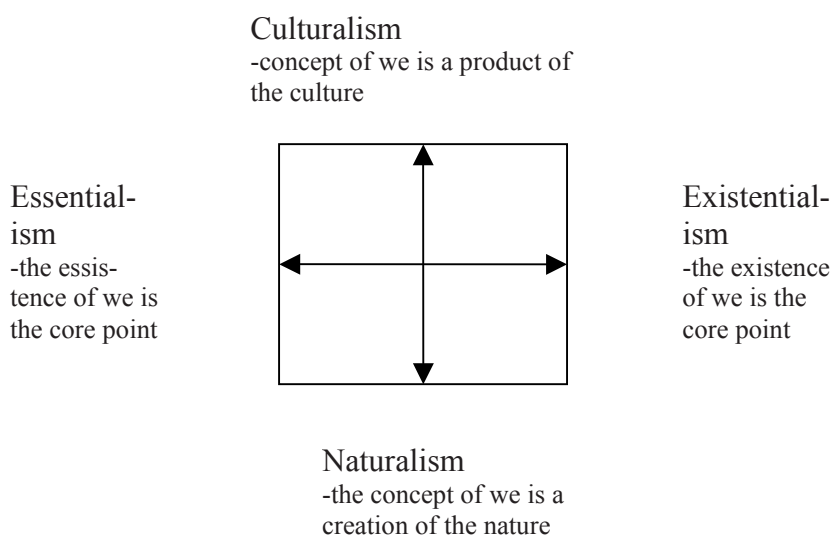 Culturalism
-concept of we is a product of
the culture
Essential-
ism
-the essis-
tence of we is
the core point
Existential-
ism
-the existence
of we is the
core point
Naturalism
-the concept of we is a
creation of the nature